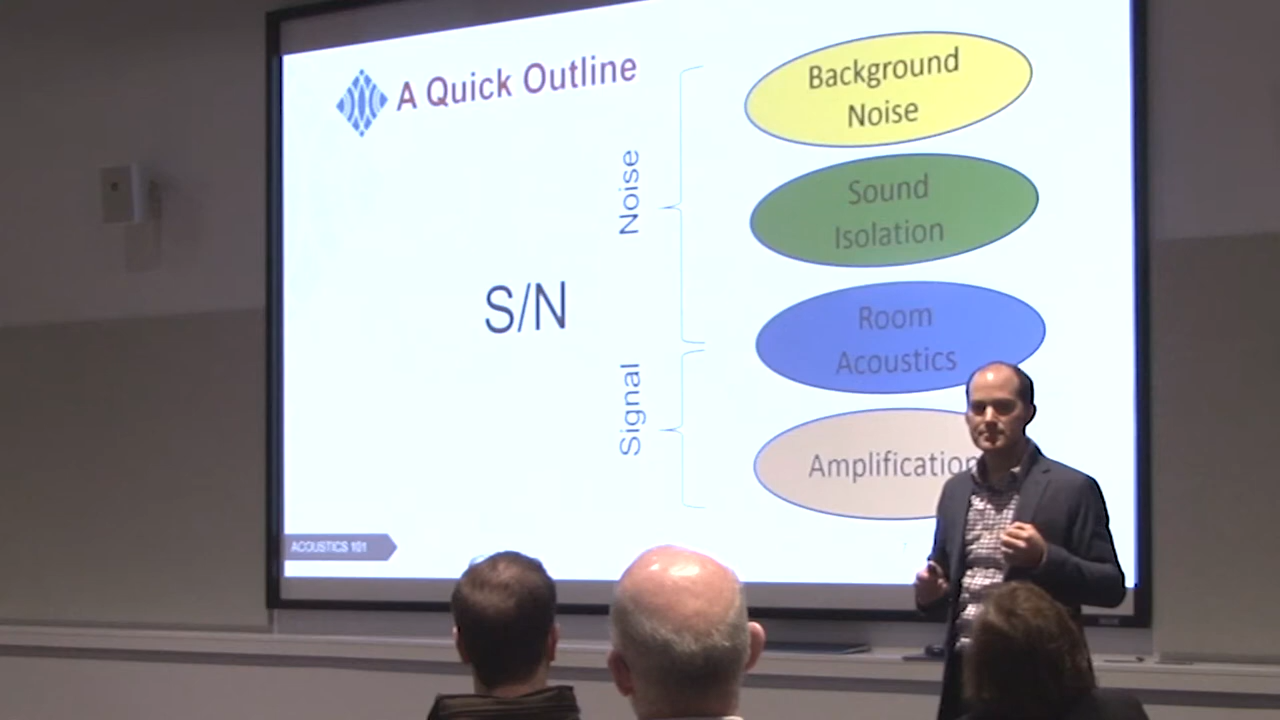 A Quick Outline
Background
Noise
Sound
Isolation
Noise
S/N
Room
Acoustics
Signal
Amplification
ACOUSTICS 101